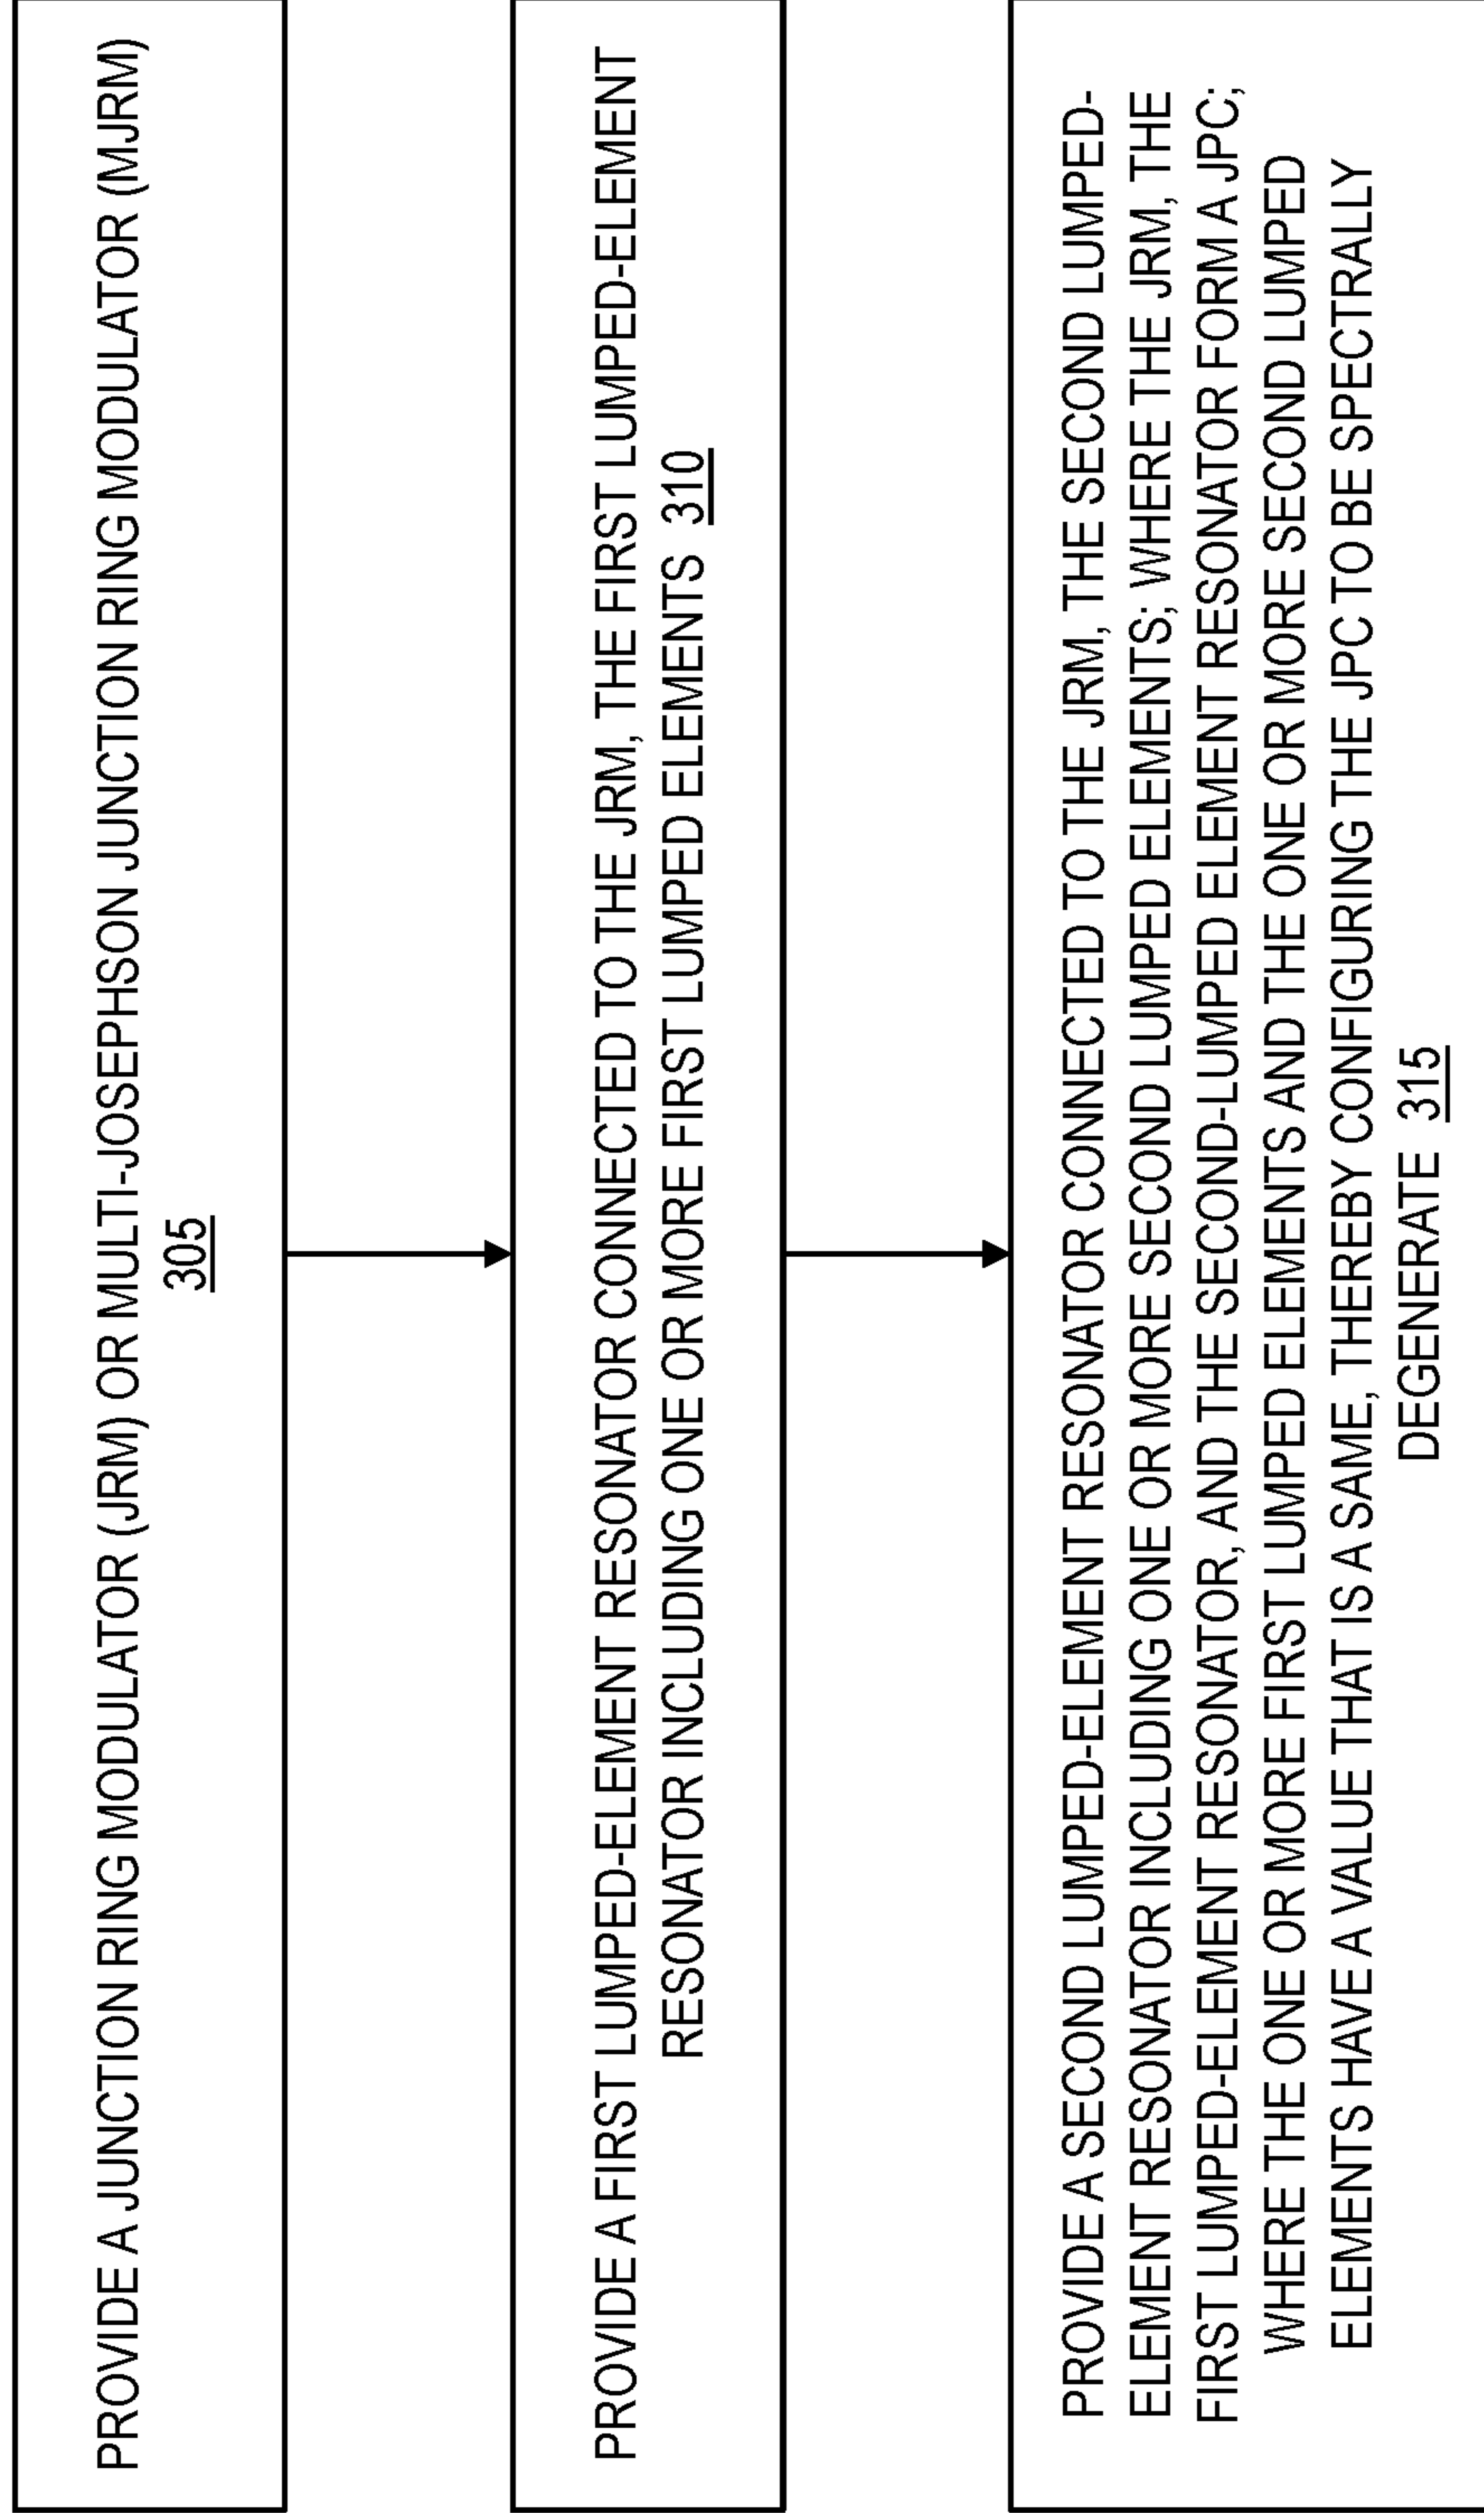 PROVIDE A JUNCTION RING MODULATOR (JRM) OR MULTI-JOSEPHSON JUNCTION RING MODULATOR (MJRM)
305
PROVIDE A FIRST LUMPED-ELEMENT RESONATOR CONNECTED TO THE JRM, THE FIRST LUMPED-ELEMENT
RESONATOR INCLUDING ONE OR MORE FIRST LUMPED ELEMENTS 310
PROVIDE A SECOND LUMPED-ELEMENT RESONATOR CONNECTED TO THE JRM, THE SECOND LUMPED-
ELEMENT RESONATOR INCLUDING ONE OR MORE SECOND LUMPED ELEMENTS; WHERE THE JRM, THE
FIRST LUMPED-ELEMENT RESONATOR, AND THE SECOND-LUMPED ELEMENT RESONATOR FORM A JPC;
WHERE THE ONE OR MORE FIRST LUMPED ELEMENTS AND THE ONE OR MORE SECOND LUMPED
ELEMENTS HAVE A VALUE THAT IS A SAME, THEREBY CONFIGURING THE JPC TO BE SPECTRALLY
DEGENERATE 315